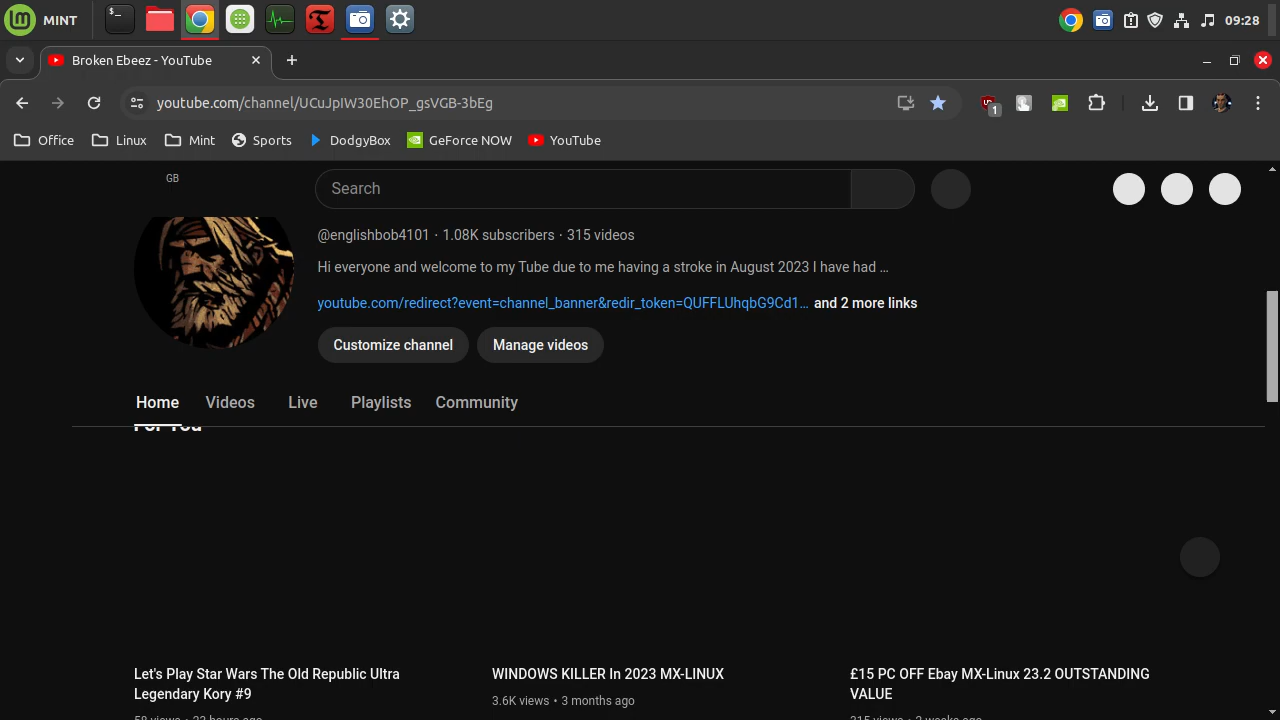 MINT
09:28
Broken Ebeez - YouTube
youtube.com/channel/UCuJpIW30EhOP_gsVGB-3bEg
1
Office Linux Mint Sports DodgyBox GeForce NOW YouTube
GB
Search
@englishbob4101 · 1.08K subscribers · 315 videos
Hi everyone and welcome to my Tube due to me having a stroke in August 2023 I have had ...
youtube.com/redirect?event=channel_banner&redir_token=QUFFLUhqbG9Cd1... and 2 more links
Customize channel Manage videos
Home Videos Live Playlists Community
For You
Let's Play Star Wars The Old Republic Ultra
Legendary Kory #9
WINDOWS KILLER In 2023 MX-LINUX
3.6K views • 3 months ago
£15 PC OFF Ebay MX-Linux 23.2 OUTSTANDING
VALUE